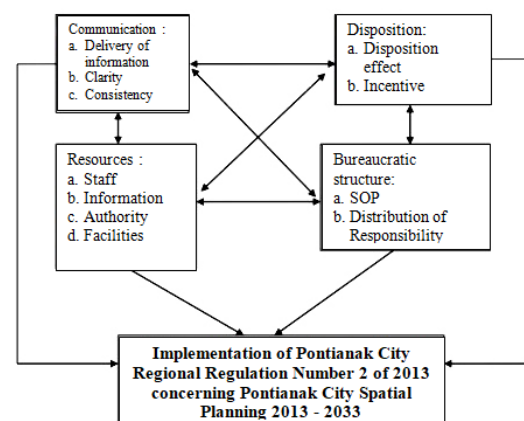 Communication :
a. Delivery of
information
b. Clarity
c. Consistency
Disposition:
a. Disposition
effect
b. Incentive
Resources :
a. Staff
b. Information
c. Authority
d. Facilities
Bureaucratic
structure:
a. SOP
b. Distribution of
Responsibility
Implementation of Pontianak City
Regional Regulation Number 2 of 2013
concerning Pontianak City Spatial
Planning 2013 - 2033